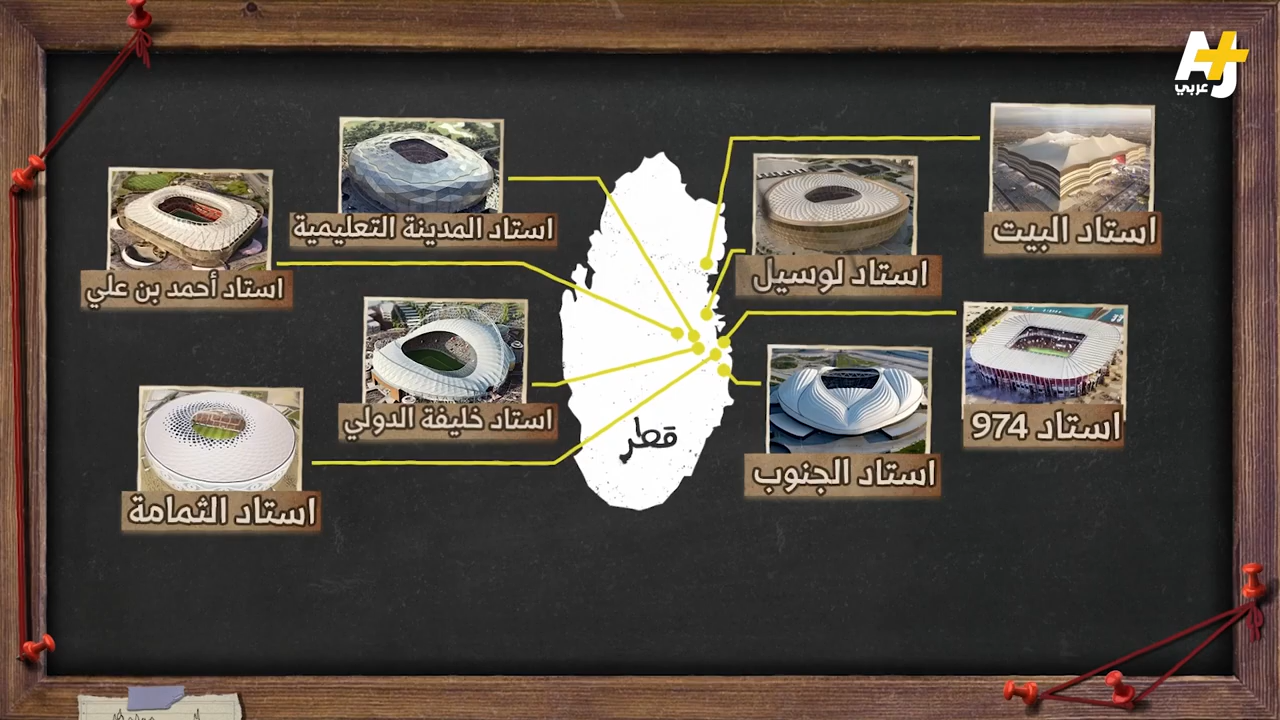 AJ+
عربي
استاد البيت
استاد لوسيل
استاد المدينة التعليمية
استاد أحمد بن علي
استاد 974
استاد الجنوب
استاد خليفة الدولي
استاد الثمامة
قطر